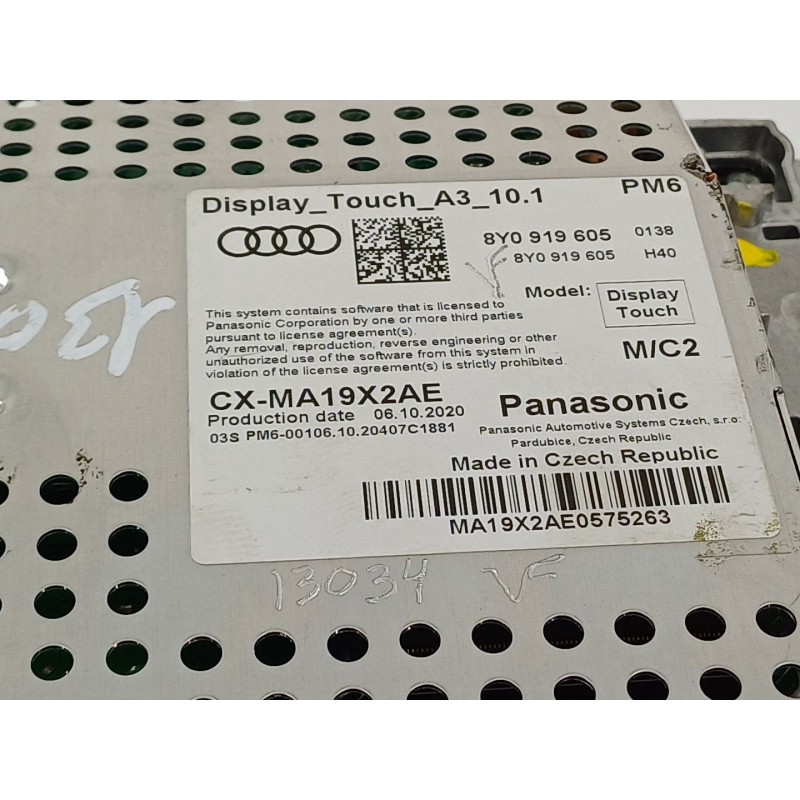 Display_Touch_A3_10.1 PM6
8Y0 919 605 0138
8Y0 919 605 H40
Model: Display Touch
This system contains software that is licensed to
Panasonic Corporation by one or more third parties
pursuant to license agreement(s).
Any removal, reproduction, reverse engineering or other
unauthorized use of the software from this system in
violation of the license agreement(s) is strictly prohibited.
M/C2
CX-MA19X2AE
Production date 06.10.2020
03S PM6-00106.10.20407C1881
Panasonic
Panasonic Automotive Systems Czech, s.r.o.
Pardubice, Czech Republic
Made in Czech Republic
MA19X2AE0575263
13034 VF